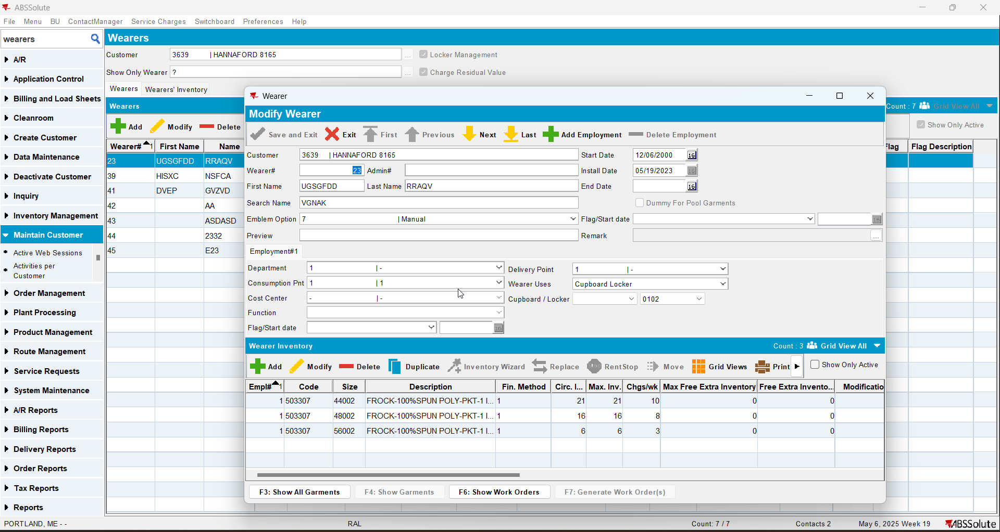 ABSSolute
File Menu BU ContactManager Service Charges Switchboard Preferences Help
wearers
Wearers
Customer 3639 | HANNAFORD 8165 ... Locker Management
Show Only Wearer ? ... Charge Residual Value
Wearers Wearers' Inventory
A/R
Application Control
Billing and Load Sheets
Cleanroom
Create Customer
Data Maintenance
Deactivate Customer
Inquiry
Inventory Management
Maintain Customer
Active Web Sessions
Activities per
Customer
Order Management
Plant Processing
Product Management
Route Management
Service Requests
System Maintenance
A/R Reports
Billing Reports
Delivery Reports
Order Reports
Tax Reports
Reports
Wearers
Count : 7 Grid View All
Add Modify Delete
Show Only Active
Wearer# 1 First Name Name
Flag Description
23 UGSGFDD RRAQV
39 HISXC NSFCA
41 DVEP GVZVD
42 AA
43 ASDASD
44 2332
45 E23
Wearer
Modify Wearer
Save and Exit Exit First Previous Next Last Add Employment Delete Employment
Customer 3639 | HANNAFORD 8165 Start Date 12/06/2000 16
Wearer# 23 Admin# Install Date 05/19/2023 16
First Name UGSGFDD Last Name RRAQV End Date 16
Search Name VGNAK Dummy For Pool Garments
Emblem Option 7 | Manual Flag/Start date 16
Preview Remark ...
Employment#1
Department 1 | - Delivery Point 1 | -
Consumption Pnt 1 | 1 Wearer Uses Cupboard Locker
Cost Center - | - Cupboard / Locker 0102
Function
Flag/Start date 16
Wearer Inventory Count : 3 Grid View All
Add Modify Delete Duplicate Inventory Wizard Replace RentStop Move Grid Views Print Show Only Active
Empl# 1 Code Size Description Fin. Method Circ. I... Max. Inv. Chgs/wk Max Free Extra Inventory Free Extra Invento... Modificatio
1 503307 44002 FROCK-100%SPUN POLY-PKT-1 I... 1 21 21 10 0 0
1 503307 48002 FROCK-100%SPUN POLY-PKT-1 I... 1 16 16 8 0 0
1 503307 56002 FROCK-100%SPUN POLY-PKT-1 I... 1 6 6 3 0 0
F3: Show All Garments F4: Show Garments F6: Show Work Orders F7: Generate Work Order(s)
PORTLAND, ME - - RAL Count: 7 / 7 Contacts 2 May 6, 2025 Week 19 ABSSolute